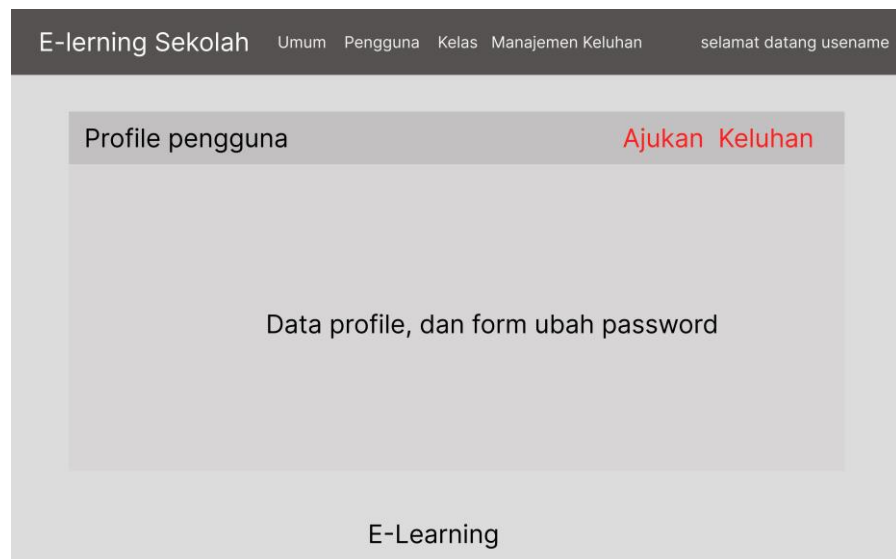 E-lerning Sekolah Umum Pengguna Kelas Manajemen Keluhan selamat datang usename
Profile pengguna Ajukan Keluhan
Data profile, dan form ubah password
E-Learning